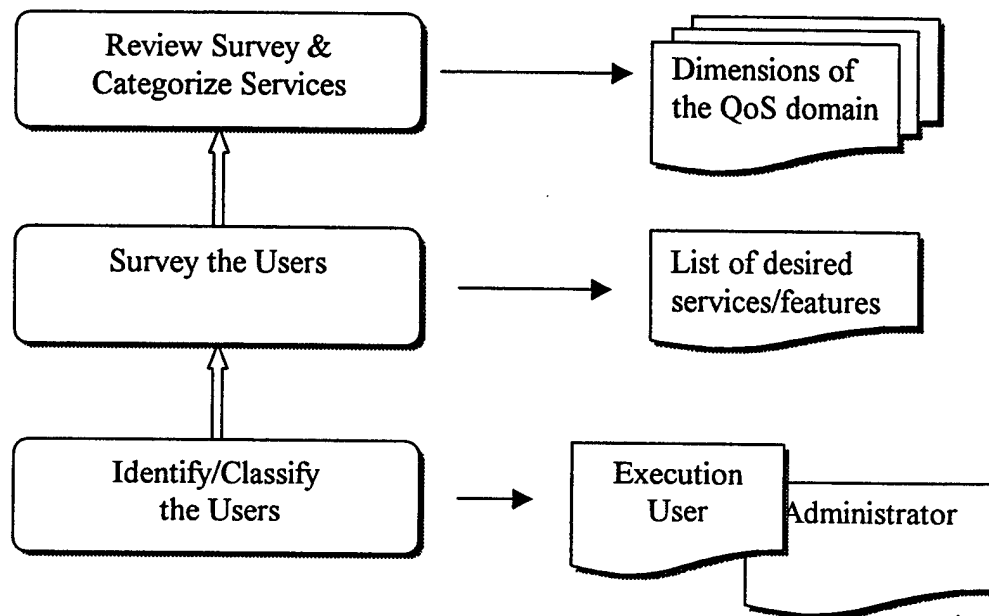 Review Survey &
Categorize Services
Dimensions of
the QoS domain
Survey the Users
List of desired
services/features
Identify/Classify
the Users
Execution
User
Administrator